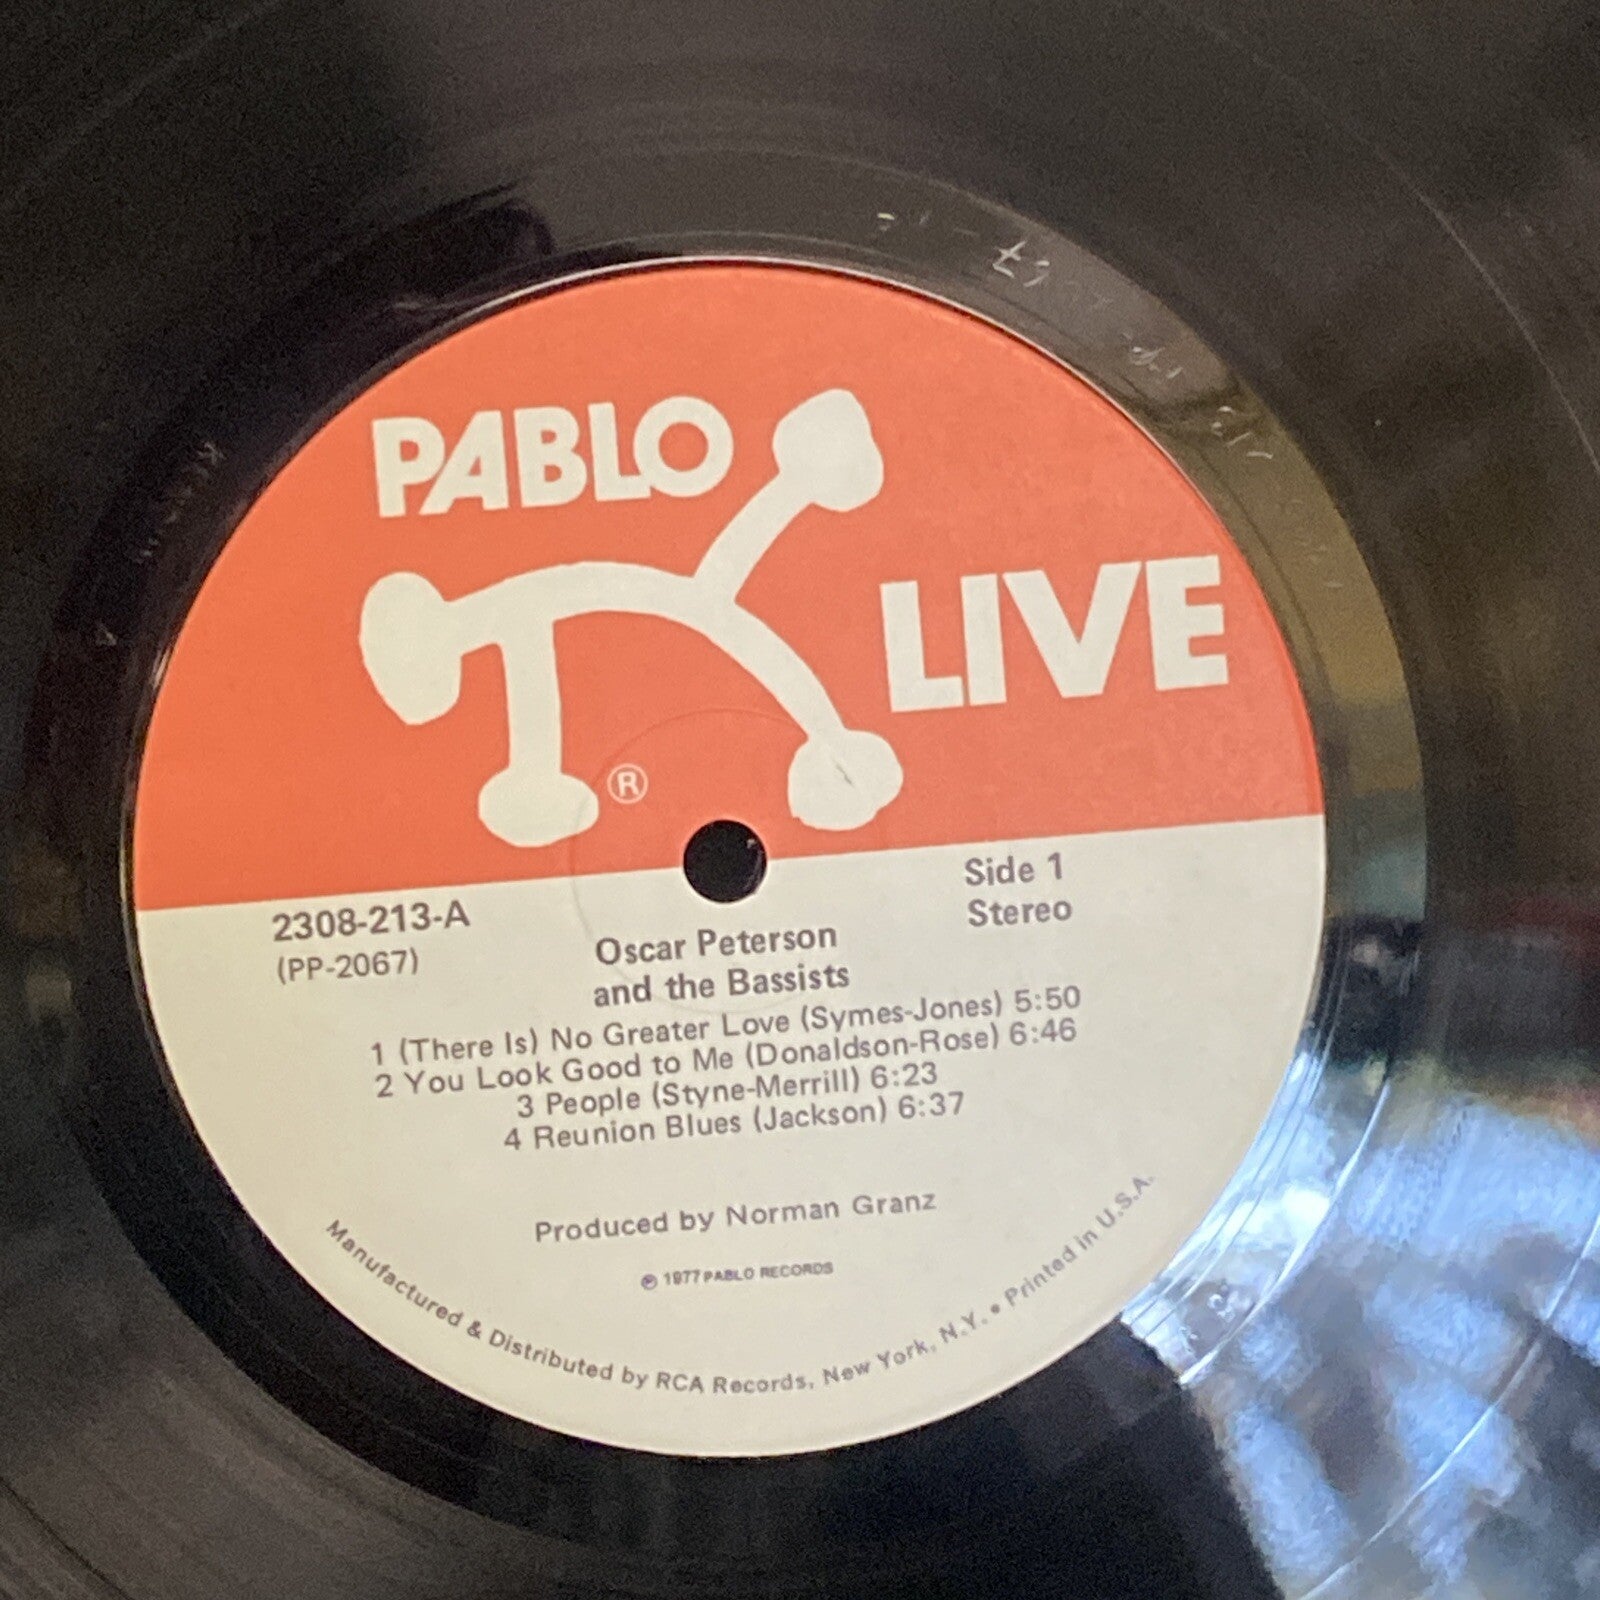 PABLO
LIVE
®
2308-213-A
(PP-2067)
Side 1
Stereo
Oscar Peterson
and the Bassists
1 (There Is) No Greater Love (Symes-Jones) 5:50
2 You Look Good to Me (Donaldson-Rose) 6:46
3 People (Styne-Merrill) 6:23
4 Reunion Blues (Jackson) 6:37
Produced by Norman Granz
℗ 1977 PABLO RECORDS
Manufactured & Distributed by RCA Records, New York, N.Y. • Printed in U.S.A.